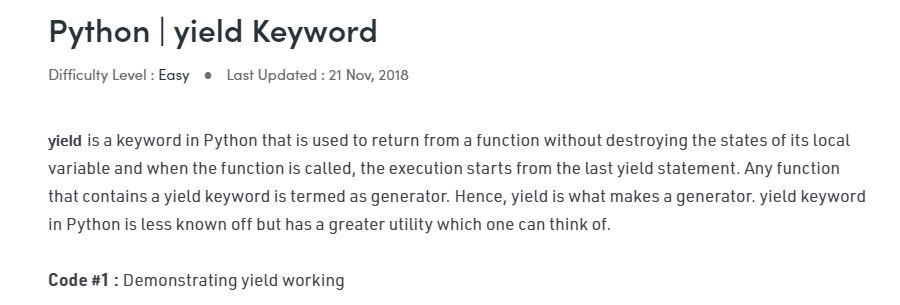 Python | yield Keyword
Difficulty Level : Easy ● Last Updated : 21 Nov, 2018
yield is a keyword in Python that is used to return from a function without destroying the states of its local
variable and when the function is called, the execution starts from the last yield statement. Any function
that contains a yield keyword is termed as generator. Hence, yield is what makes a generator. yield keyword
in Python is less known off but has a greater utility which one can think of.
Code #1 : Demonstrating yield working